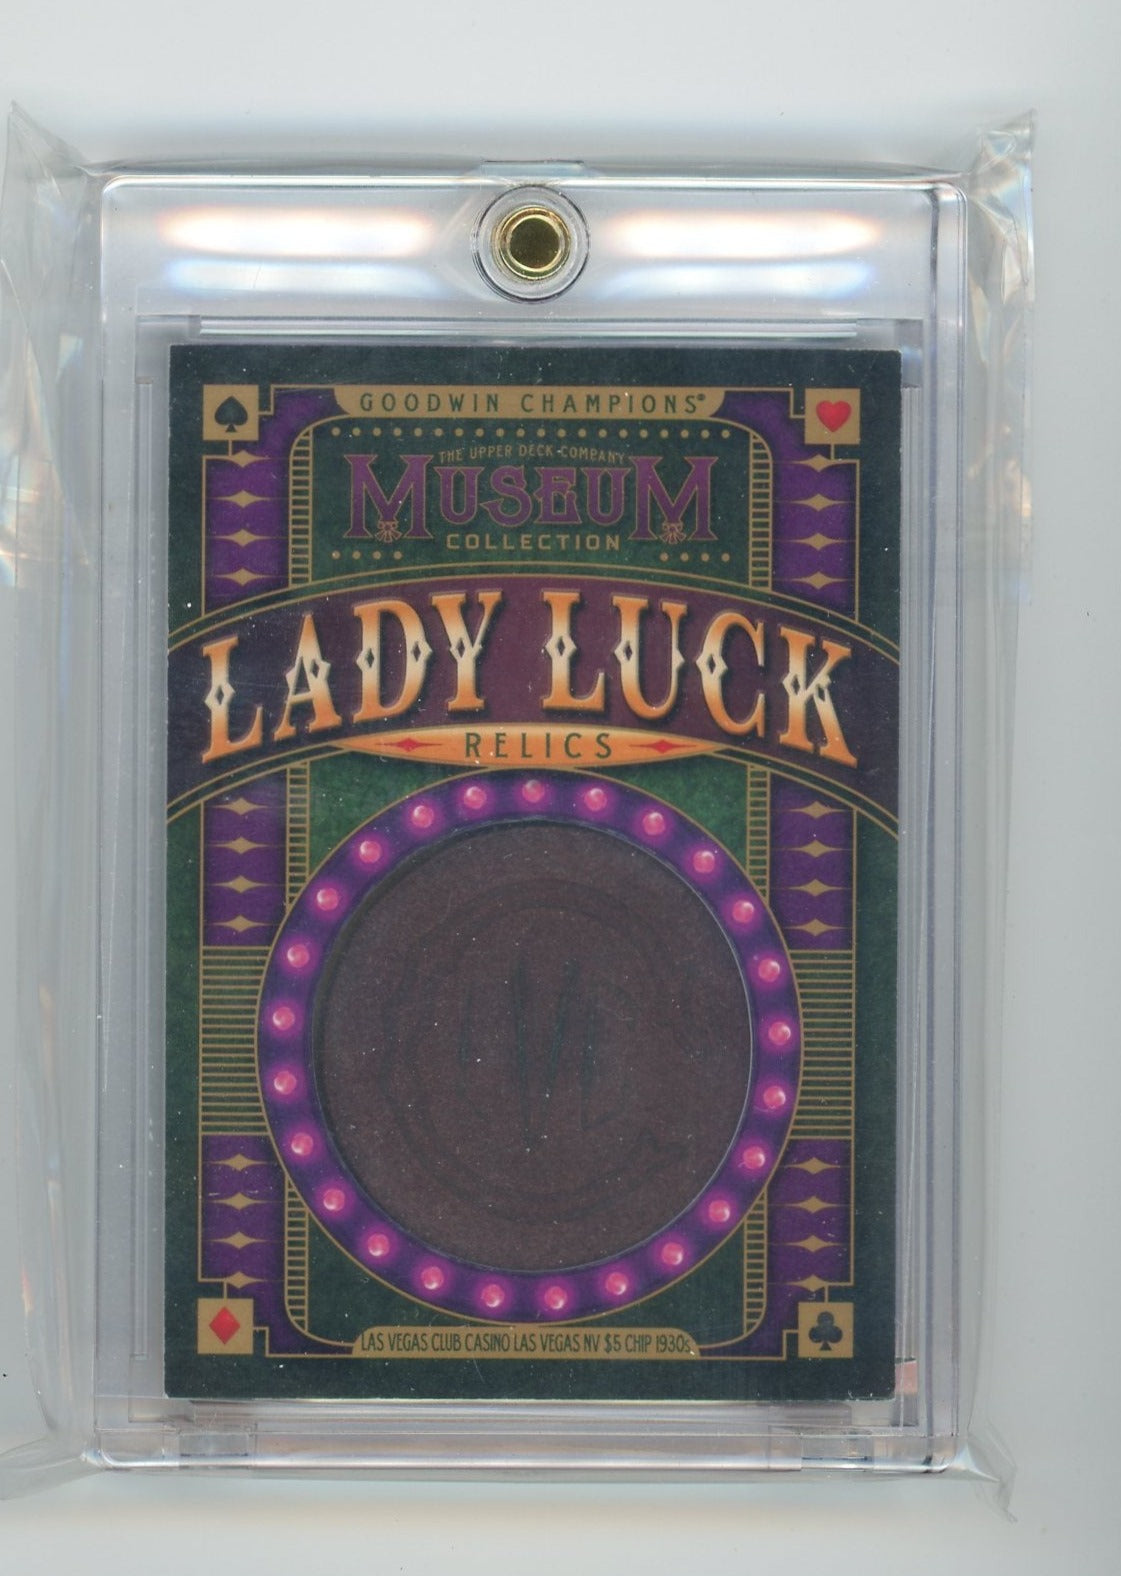 GOODWIN CHAMPIONS®
THE UPPER DECK COMPANY
MUSEUM
COLLECTION
LADY LUCK
RELICS
LAS VEGAS CLUB CASINO LAS VEGAS NV $5 CHIP 1930s